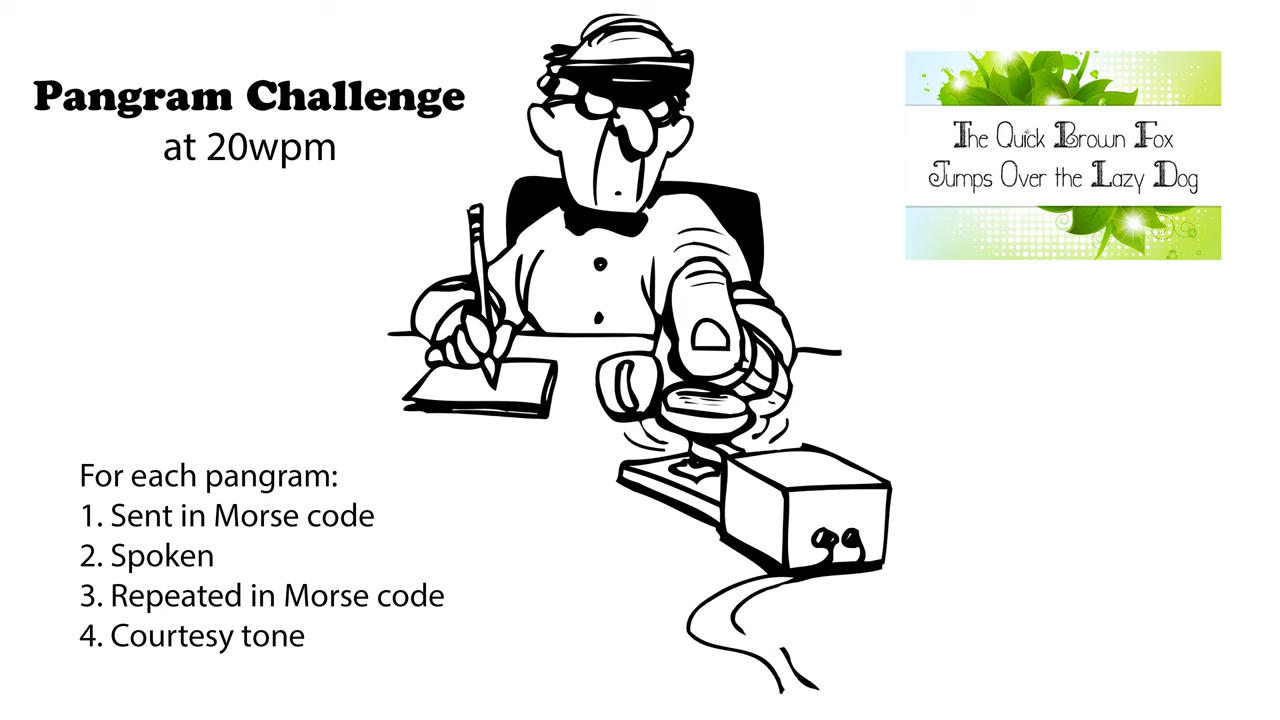 Pangram Challenge
at 20wpm
The Quick Brown Fox
Jumps Over the Lazy Dog
For each pangram:
1. Sent in Morse code
2. Spoken
3. Repeated in Morse code
4. Courtesy tone